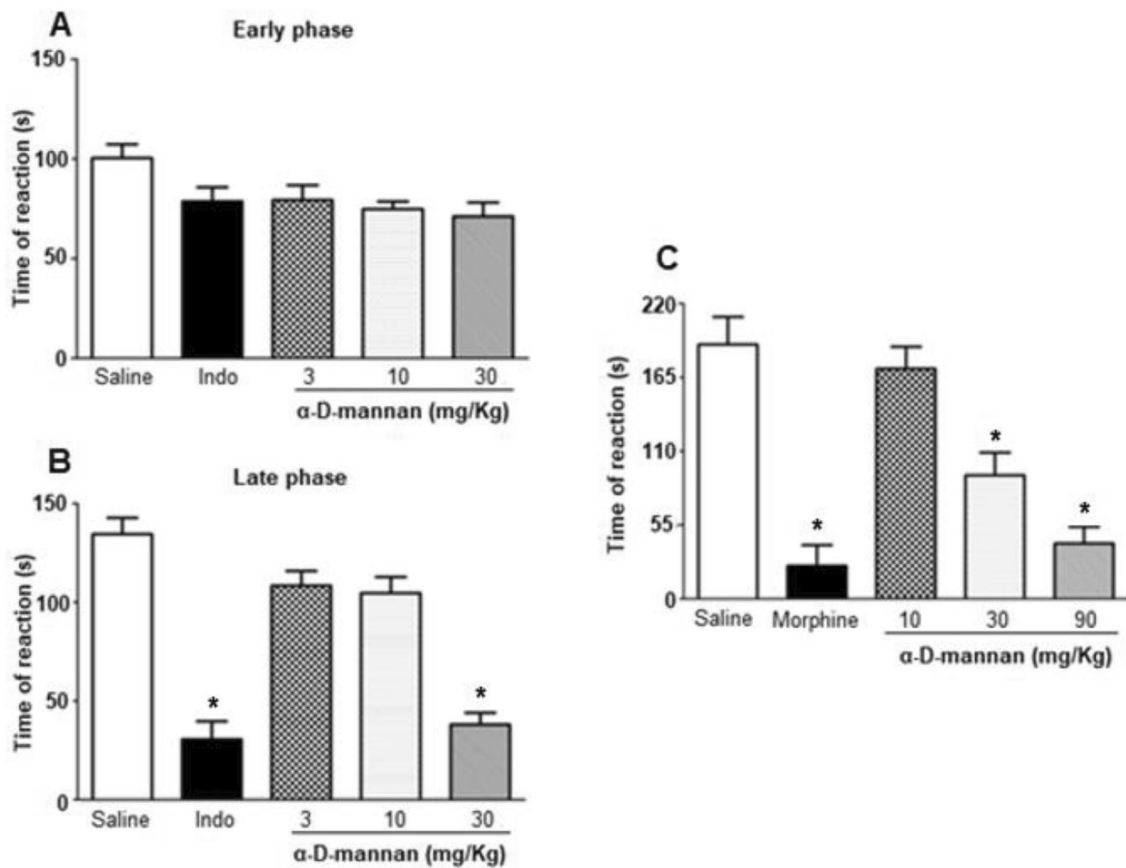 A
Early phase
Time of reaction (s)
150
100
50
0
Saline Indo 3 10 30
α-D-mannan (mg/Kg)
B
Late phase
Time of reaction (s)
150
100
50
0
* *
Saline Indo 3 10 30
α-D-mannan (mg/Kg)
C
Time of reaction (s)
220
165
110
55
0
* * *
Saline Morphine 10 30 90
α-D-mannan (mg/Kg)